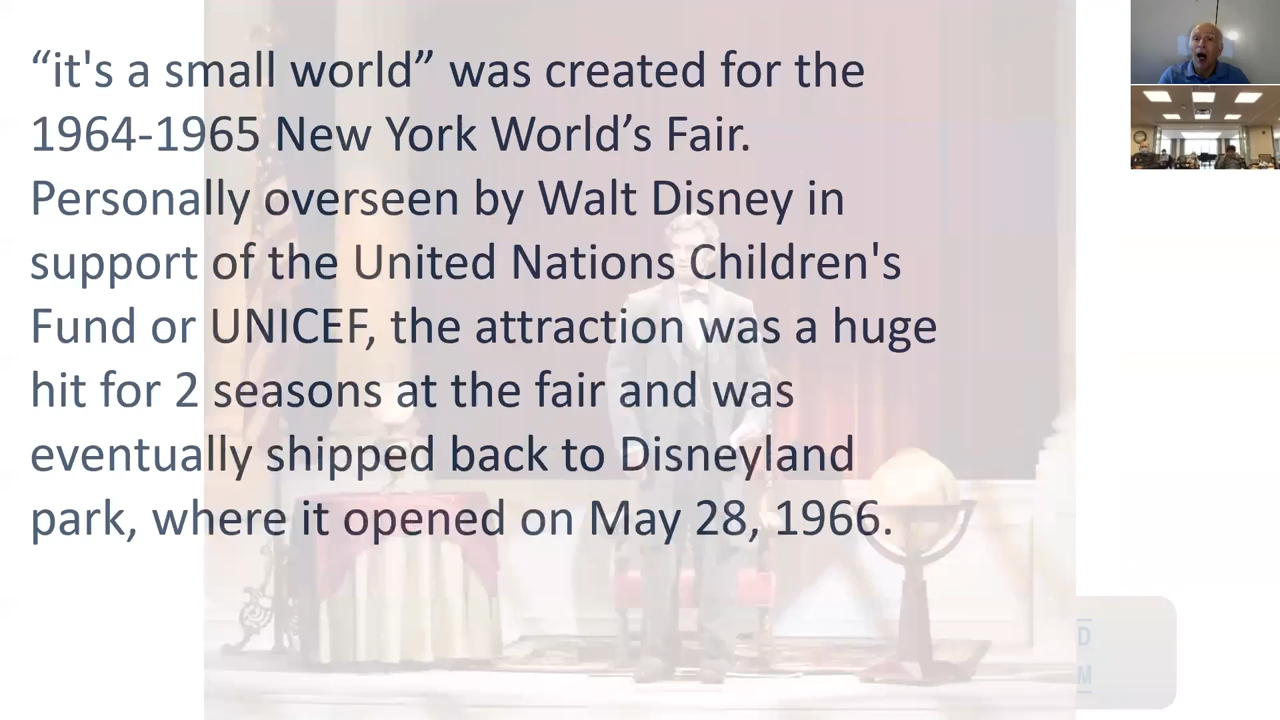 “it's a small world” was created for the
1964-1965 New York World’s Fair.
Personally overseen by Walt Disney in
support of the United Nations Children's
Fund or UNICEF, the attraction was a huge
hit for 2 seasons at the fair and was
eventually shipped back to Disneyland
park, where it opened on May 28, 1966.
D
M